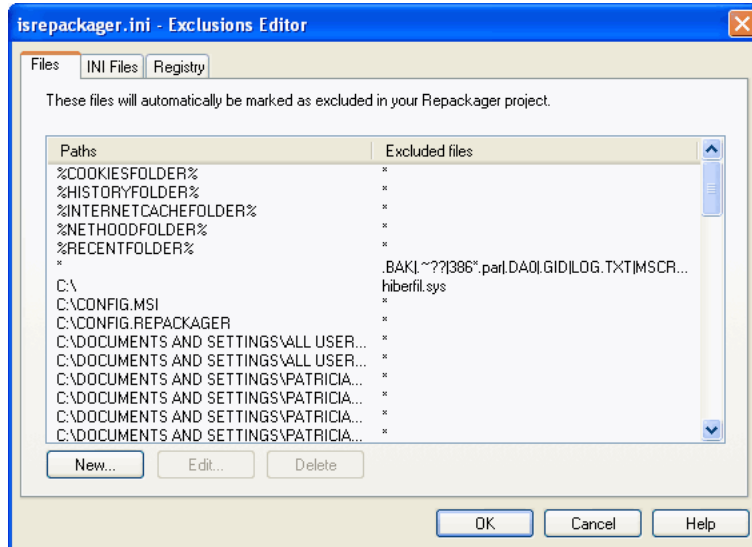 isrepackager.ini - Exclusions Editor
Files INI Files Registry
These files will automatically be marked as excluded in your Repackager project.
Paths Excluded files
%COOKIESFOLDER% *
%HISTORYFOLDER% *
%INTERNETCACHEFOLDER% *
%NETHOODFOLDER% *
%RECENTFOLDER% *
* .BAK|.~??|386*.par|.DA0|.GID|LOG.TXT|MSCR...
C:\ hiberfil.sys
C:\CONFIG.MSI *
C:\CONFIG.REPACKAGER *
C:\DOCUMENTS AND SETTINGS\ALL USER... *
C:\DOCUMENTS AND SETTINGS\ALL USER... *
C:\DOCUMENTS AND SETTINGS\PATRICIA... *
C:\DOCUMENTS AND SETTINGS\PATRICIA... *
C:\DOCUMENTS AND SETTINGS\PATRICIA... *
C:\DOCUMENTS AND SETTINGS\PATRICIA... *
New... Edit... Delete
OK Cancel Help